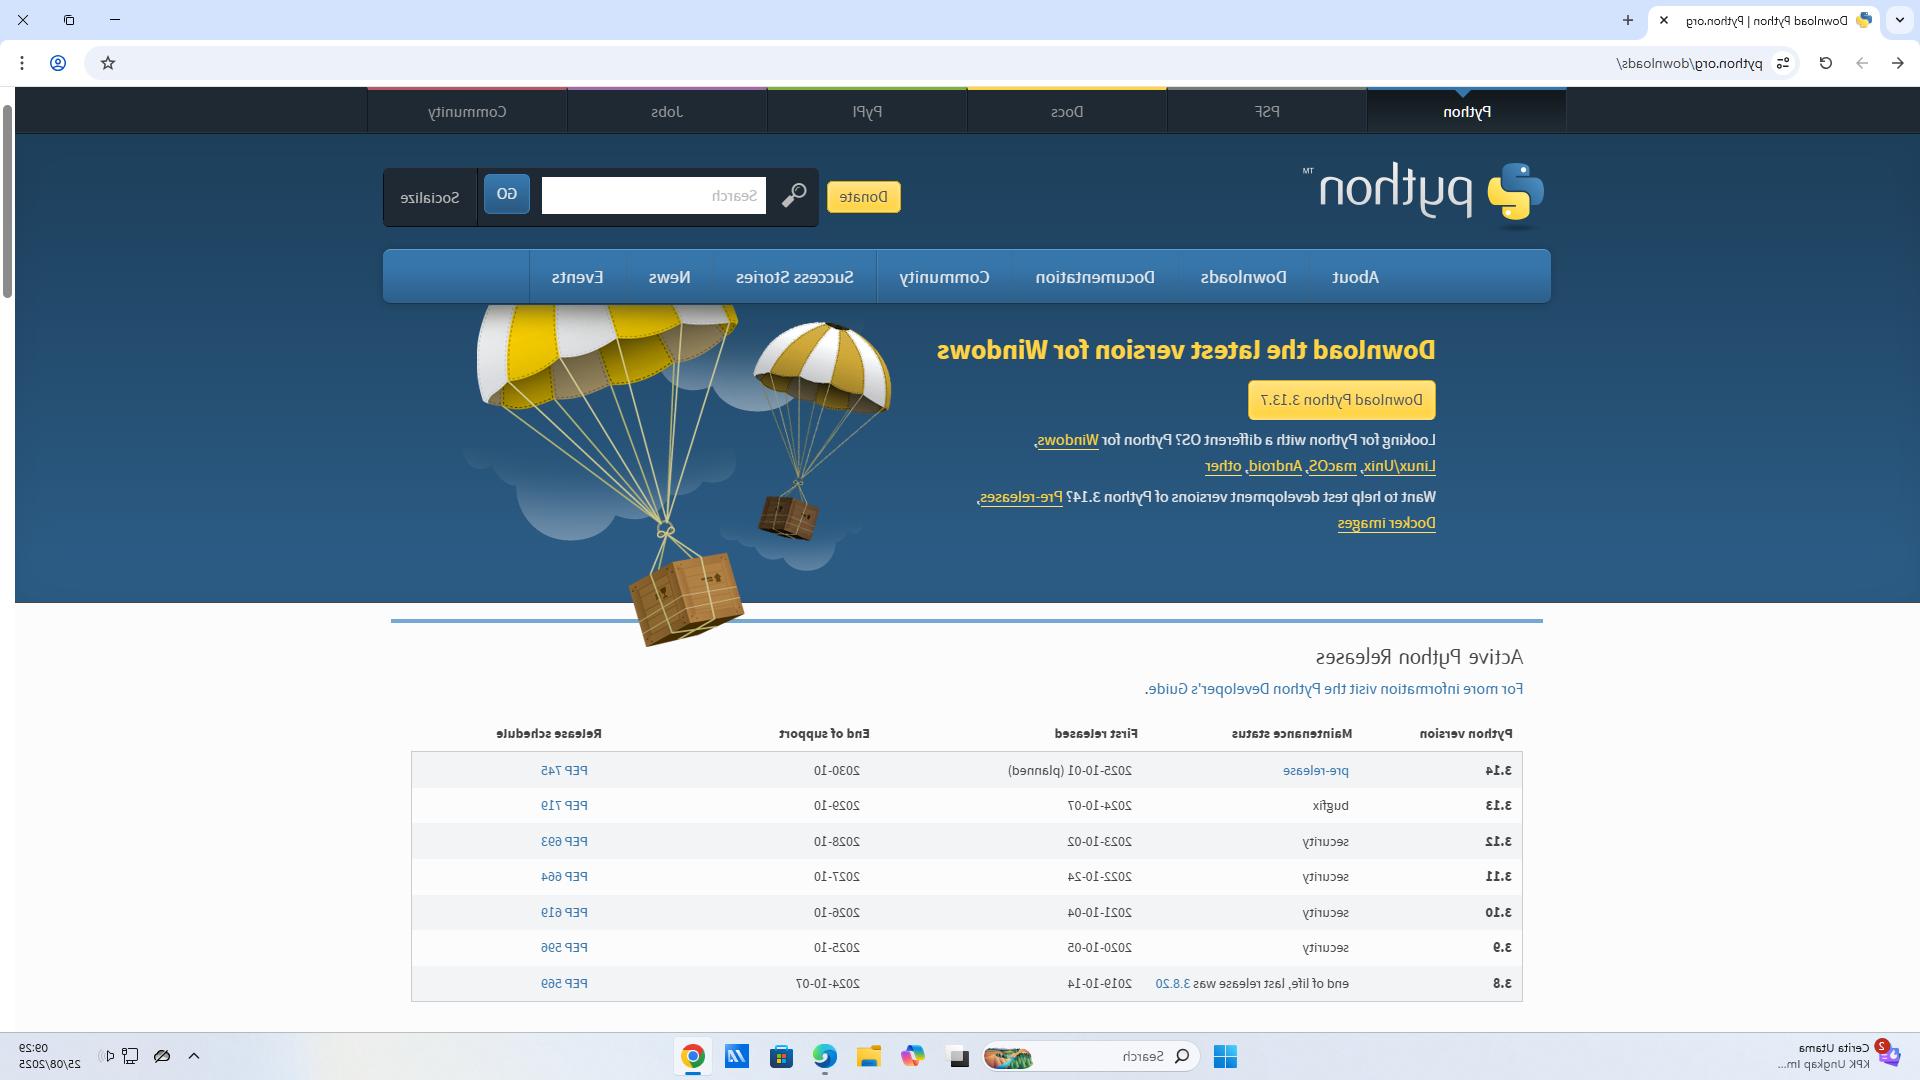 Download Python | Python.org
python.org/downloads/
Python
PSF
Docs
PyPI
Jobs
Community
python™
Donate
Search
GO
Socialize
About
Downloads
Documentation
Community
Success Stories
News
Events
Download the latest version for Windows
Download Python 3.13.7
Looking for Python with a different OS? Python for Windows,
Linux/Unix, macOS, Android, other
Want to help test development versions of Python 3.14? Pre-releases,
Docker images
Active Python Releases
For more information visit the Python Developer's Guide.
Python version Maintenance status First released End of support Release schedule
3.14 pre-release 2025-10-01 (planned) 2030-10 PEP 745
3.13 bugfix 2024-10-07 2029-10 PEP 719
3.12 security 2023-10-02 2028-10 PEP 693
3.11 security 2022-10-24 2027-10 PEP 664
3.10 security 2021-10-04 2026-10 PEP 619
3.9 security 2020-10-05 2025-10 PEP 596
3.8 end of life, last release was 3.8.20 2019-10-14 2024-10-07 PEP 569
2
Cerita Utama
KPK Ungkap Im...
Search
09:29
25/08/2025